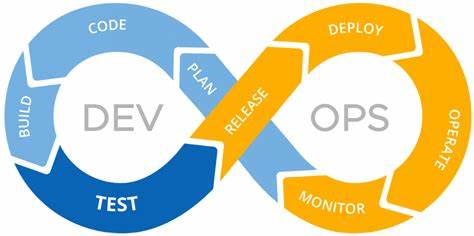 CODE
DEPLOY
PLAN
BUILD
DEV
RELEASE
OPS
OPERATE
TEST
MONITOR